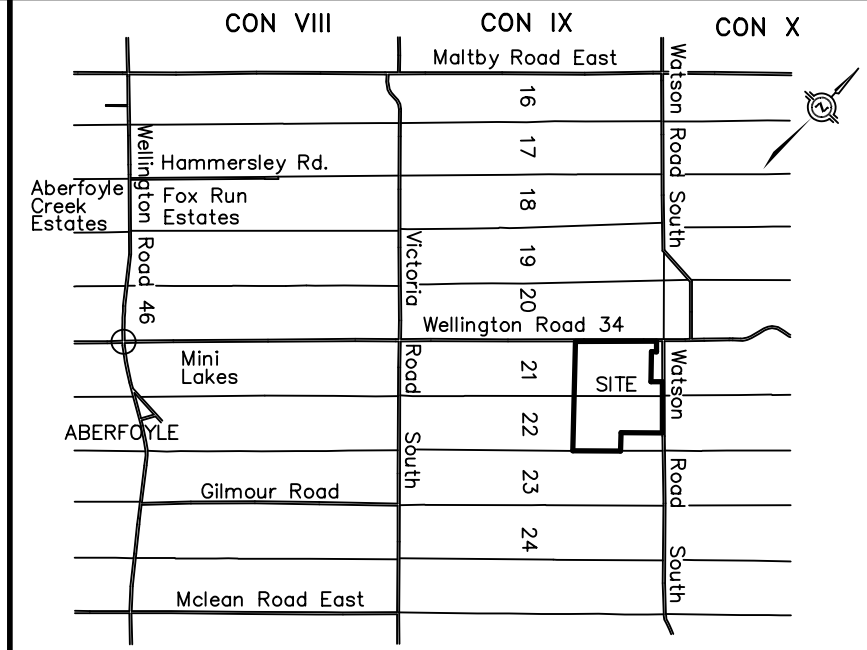 CON VIII
CON IX
CON X
Maltby Road East
Watson Road South
16
N
17
Wellington Road 46
Hammersley Rd.
Aberfoyle
Creek
Estates
Fox Run
Estates
18
Victoria Road South
19
20
Wellington Road 34
Mini
Lakes
21
SITE
Watson Road South
22
ABERFOYLE
23
Gilmour Road
24
Mclean Road East